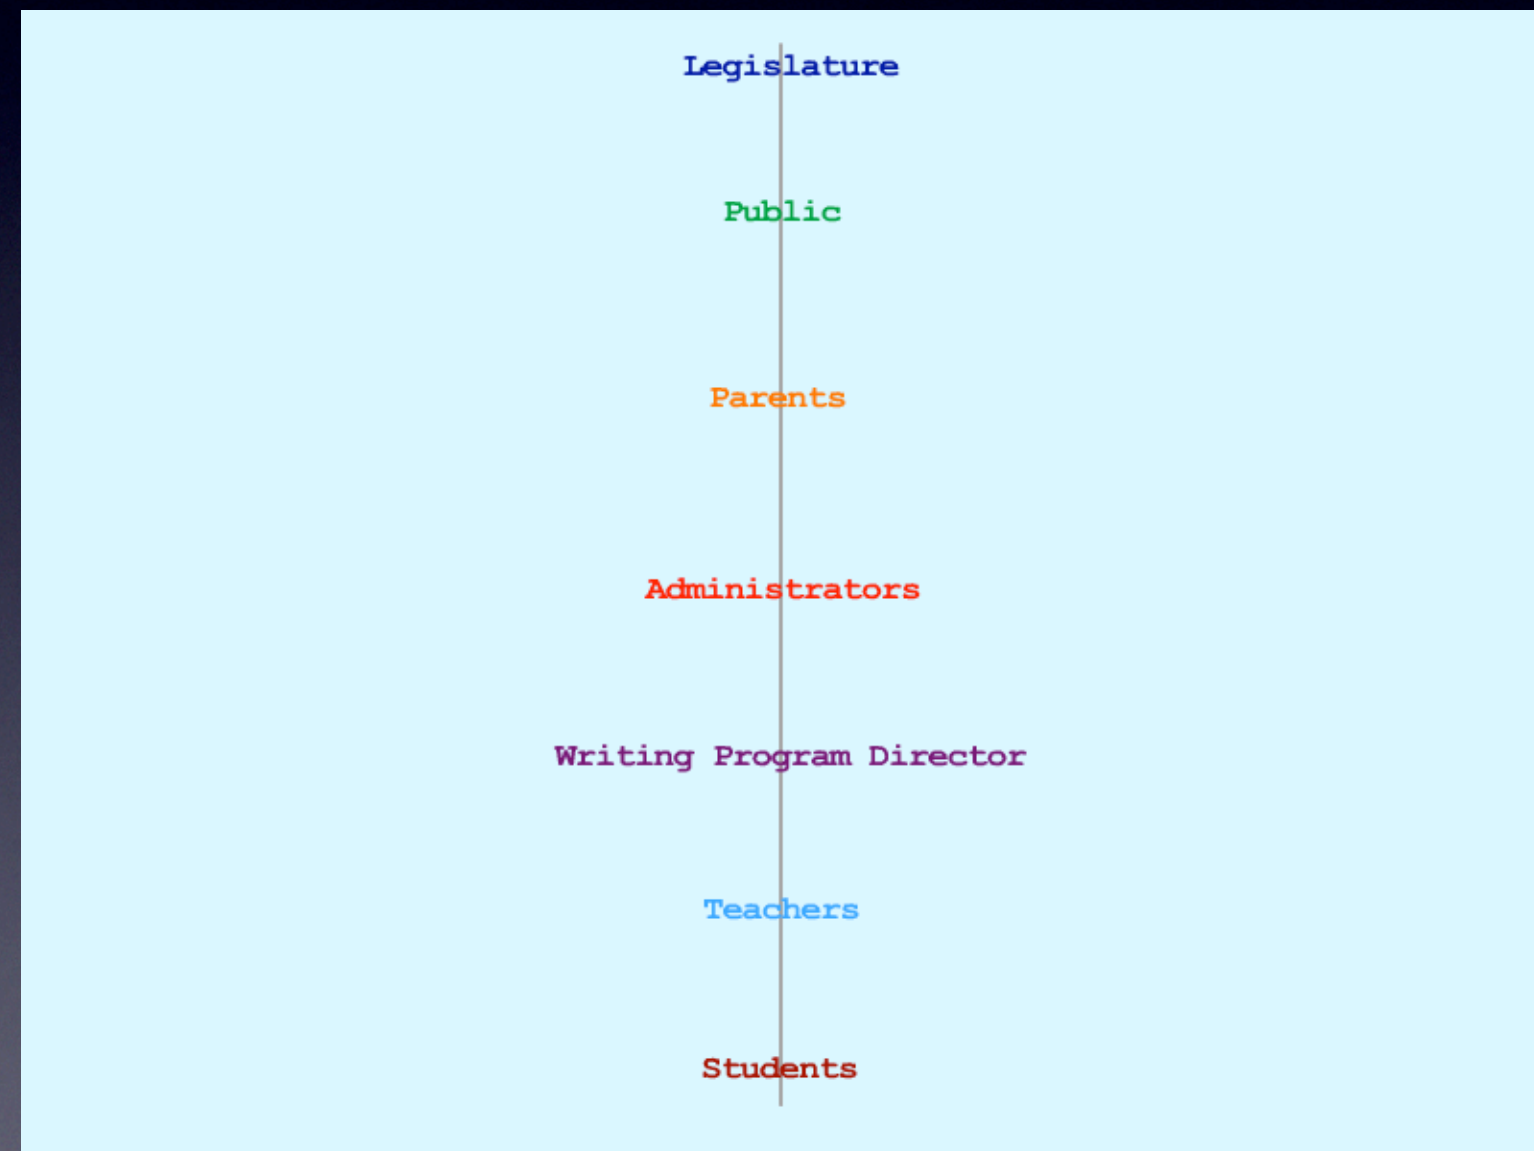 Legislature
Public
Parents
Administrators
Writing Program Director
Teachers
Students